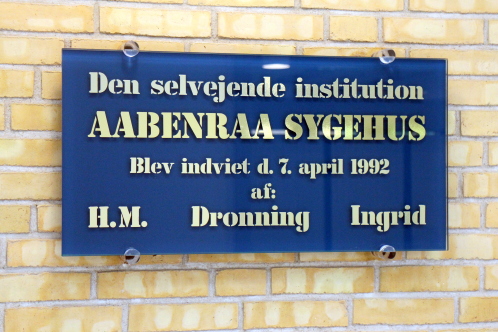 Den selvejende institution
AABENRAA SYGEHUS
Blev indviet d. 7. april 1992
af:
H.M. Dronning Ingrid